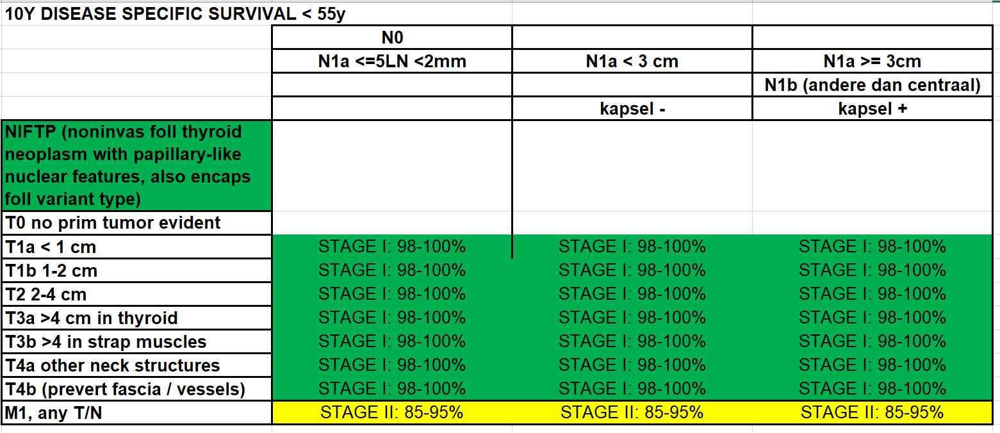 10Y DISEASE SPECIFIC SURVIVAL < 55y
N0
N1a <=5LN <2mm N1a < 3 cm N1a >= 3cm
N1b (andere dan centraal)
kapsel - kapsel +
NIFTP (noninvas foll thyroid
neoplasm with papillary-like
nuclear features, also encaps
foll variant type)
T0 no prim tumor evident
T1a < 1 cm STAGE I: 98-100% STAGE I: 98-100% STAGE I: 98-100%
T1b 1-2 cm STAGE I: 98-100% STAGE I: 98-100% STAGE I: 98-100%
T2 2-4 cm STAGE I: 98-100% STAGE I: 98-100% STAGE I: 98-100%
T3a >4 cm in thyroid STAGE I: 98-100% STAGE I: 98-100% STAGE I: 98-100%
T3b >4 in strap muscles STAGE I: 98-100% STAGE I: 98-100% STAGE I: 98-100%
T4a other neck structures STAGE I: 98-100% STAGE I: 98-100% STAGE I: 98-100%
T4b (prevert fascia / vessels) STAGE I: 98-100% STAGE I: 98-100% STAGE I: 98-100%
M1, any T/N STAGE II: 85-95% STAGE II: 85-95% STAGE II: 85-95%